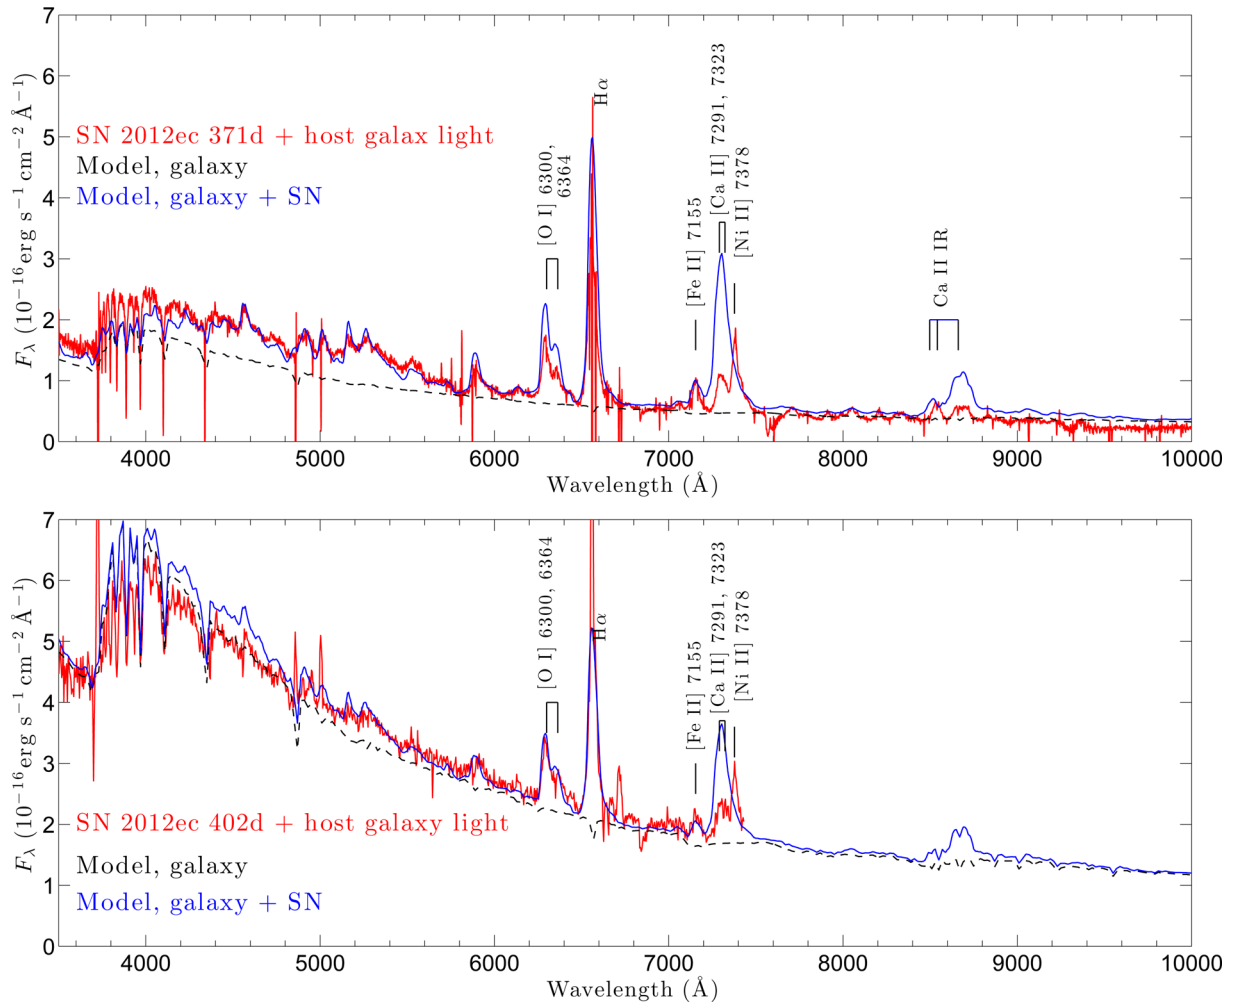 7
6
5
4
3
2
1
0
F_λ (10^−16 erg s^−1 cm^−2 Å^−1)
SN 2012ec 371d + host galax light
Model, galaxy
Model, galaxy + SN
[O I] 6300,
6364
Hα
[Fe II] 7155
[Ca II] 7291, 7323
[Ni II] 7378
Ca II IR
4000 5000 6000 7000 8000 9000 10000
Wavelength (Å)
7
6
5
4
3
2
1
0
F_λ (10^−16 erg s^−1 cm^−2 Å^−1)
[O I] 6300, 6364
Hα
[Fe II] 7155
[Ca II] 7291, 7323
[Ni II] 7378
SN 2012ec 402d + host galaxy light
Model, galaxy
Model, galaxy + SN
4000 5000 6000 7000 8000 9000 10000
Wavelength (Å)